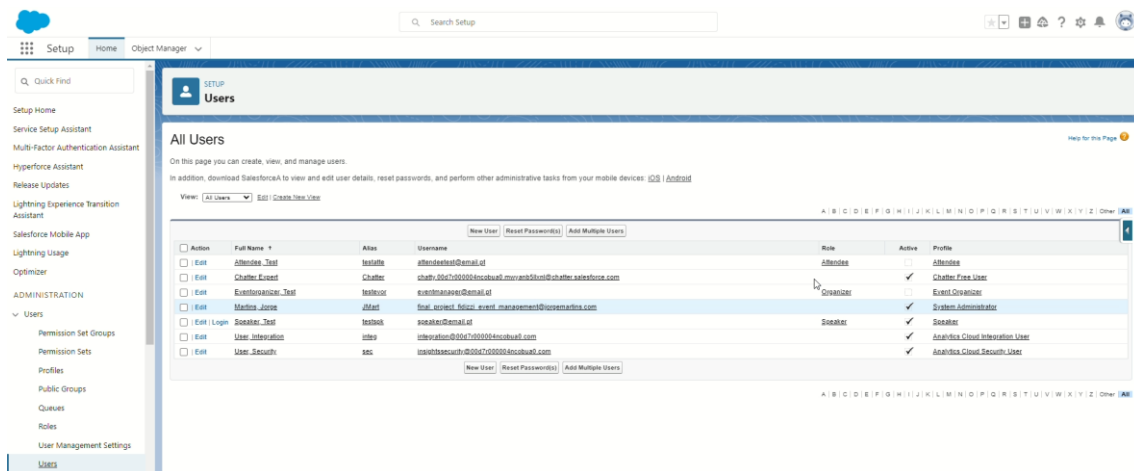 Search Setup
Setup Home Object Manager
Quick Find
SETUP
Users
Setup Home
Service Setup Assistant
Multi-Factor Authentication Assistant
Hyperforce Assistant
Release Updates
Lightning Experience Transition
Assistant
Salesforce Mobile App
Lightning Usage
Optimizer
ADMINISTRATION
Users
Permission Set Groups
Permission Sets
Profiles
Public Groups
Queues
Roles
User Management Settings
Users
All Users
Help for this Page
On this page you can create, view, and manage users.
In addition, download SalesforceA to view and edit user details, reset passwords, and perform other administrative tasks from your mobile devices: iOS | Android
View: All Users Edit | Create New View
A | B | C | D | E | F | G | H | I | J | K | L | M | N | O | P | Q | R | S | T | U | V | W | X | Y | Z | Other | All
New User Reset Password(s) Add Multiple Users
Action Full Name ↑ Alias Username Role Active Profile
| Edit Attendee, Test testatte attendeetest@email.pt Attendee Attendee
| Edit Chatter Expert Chatter ✓ Chatter Free User
| Edit Eventorganizer, Test testevor eventmanager@email.pt Organizer Event Organizer
| Edit Martins, Jorge JMart final_project_fidizzi_event_management@jorgemartins.com ✓ System Administrator
| Edit | Login Speaker, Test testspk speaker@email.pt Speaker ✓ Speaker
| Edit User, Integration integ integration@00d7r000004ncobua0.com ✓ Analytics Cloud Integration User
| Edit User, Security sec insightssecurity@00d7r000004ncobua0.com ✓ Analytics Cloud Security User
New User Reset Password(s) Add Multiple Users
A | B | C | D | E | F | G | H | I | J | K | L | M | N | O | P | Q | R | S | T | U | V | W | X | Y | Z | Other | All